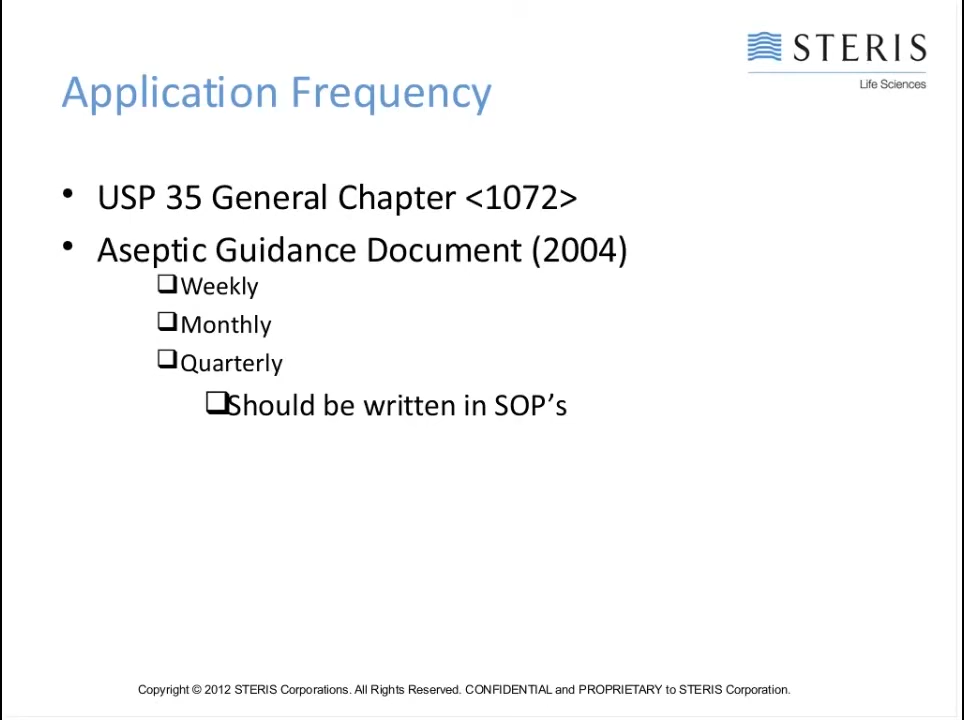 STERIS
Life Sciences
Application Frequency
• USP 35 General Chapter <1072>
• Aseptic Guidance Document (2004)
❑Weekly
❑Monthly
❑Quarterly
❑Should be written in SOP’s
Copyright © 2012 STERIS Corporations. All Rights Reserved. CONFIDENTIAL and PROPRIETARY to STERIS Corporation.